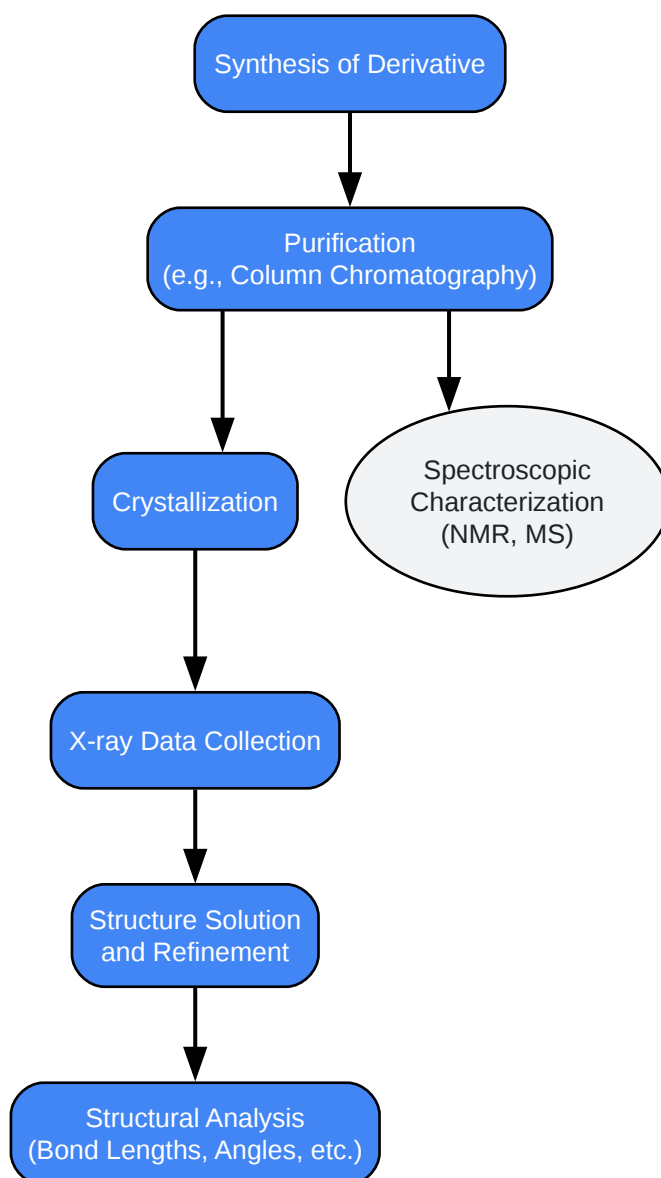 Synthesis of Derivative
Purification
(e.g., Column Chromatography)
Crystallization
Spectroscopic
Characterization
(NMR, MS)
X-ray Data Collection
Structure Solution
and Refinement
Structural Analysis
(Bond Lengths, Angles, etc.)